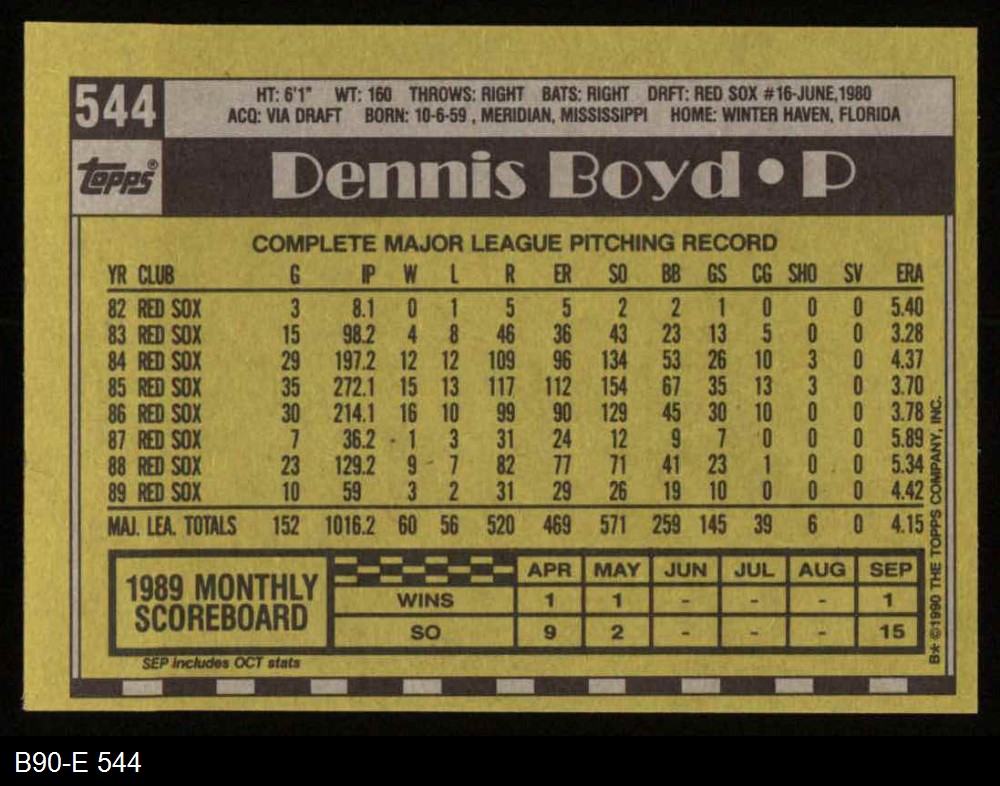 544
HT: 6'1" WT: 160 THROWS: RIGHT BATS: RIGHT DRFT: RED SOX #16-JUNE,1980
ACQ: VIA DRAFT BORN: 10-6-59 , MERIDIAN, MISSISSIPPI HOME: WINTER HAVEN, FLORIDA
topps®
Dennis Boyd • P
COMPLETE MAJOR LEAGUE PITCHING RECORD
YR CLUB G IP W L R ER SO BB GS CG SHO SV ERA
82 RED SOX 3 8.1 0 1 5 5 2 2 1 0 0 0 5.40
83 RED SOX 15 98.2 4 8 46 36 43 23 13 5 0 0 3.28
84 RED SOX 29 197.2 12 12 109 96 134 53 26 10 3 0 4.37
85 RED SOX 35 272.1 15 13 117 112 154 67 35 13 3 0 3.70
86 RED SOX 30 214.1 16 10 99 90 129 45 30 10 0 0 3.78
87 RED SOX 7 36.2 1 3 31 24 12 9 7 0 0 0 5.89
88 RED SOX 23 129.2 9 7 82 77 71 41 23 1 0 0 5.34
89 RED SOX 10 59 3 2 31 29 26 19 10 0 0 0 4.42
MAJ. LEA. TOTALS 152 1016.2 60 56 520 469 571 259 145 39 6 0 4.15
1989 MONTHLY
SCOREBOARD
APR MAY JUN JUL AUG SEP
WINS 1 1 - - - 1
SO 9 2 - - - 15
SEP includes OCT stats
B* ©1990 THE TOPPS COMPANY, INC.
B90-E 544